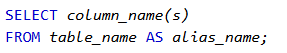 SELECT column_name(s)
FROM table_name AS alias_name;